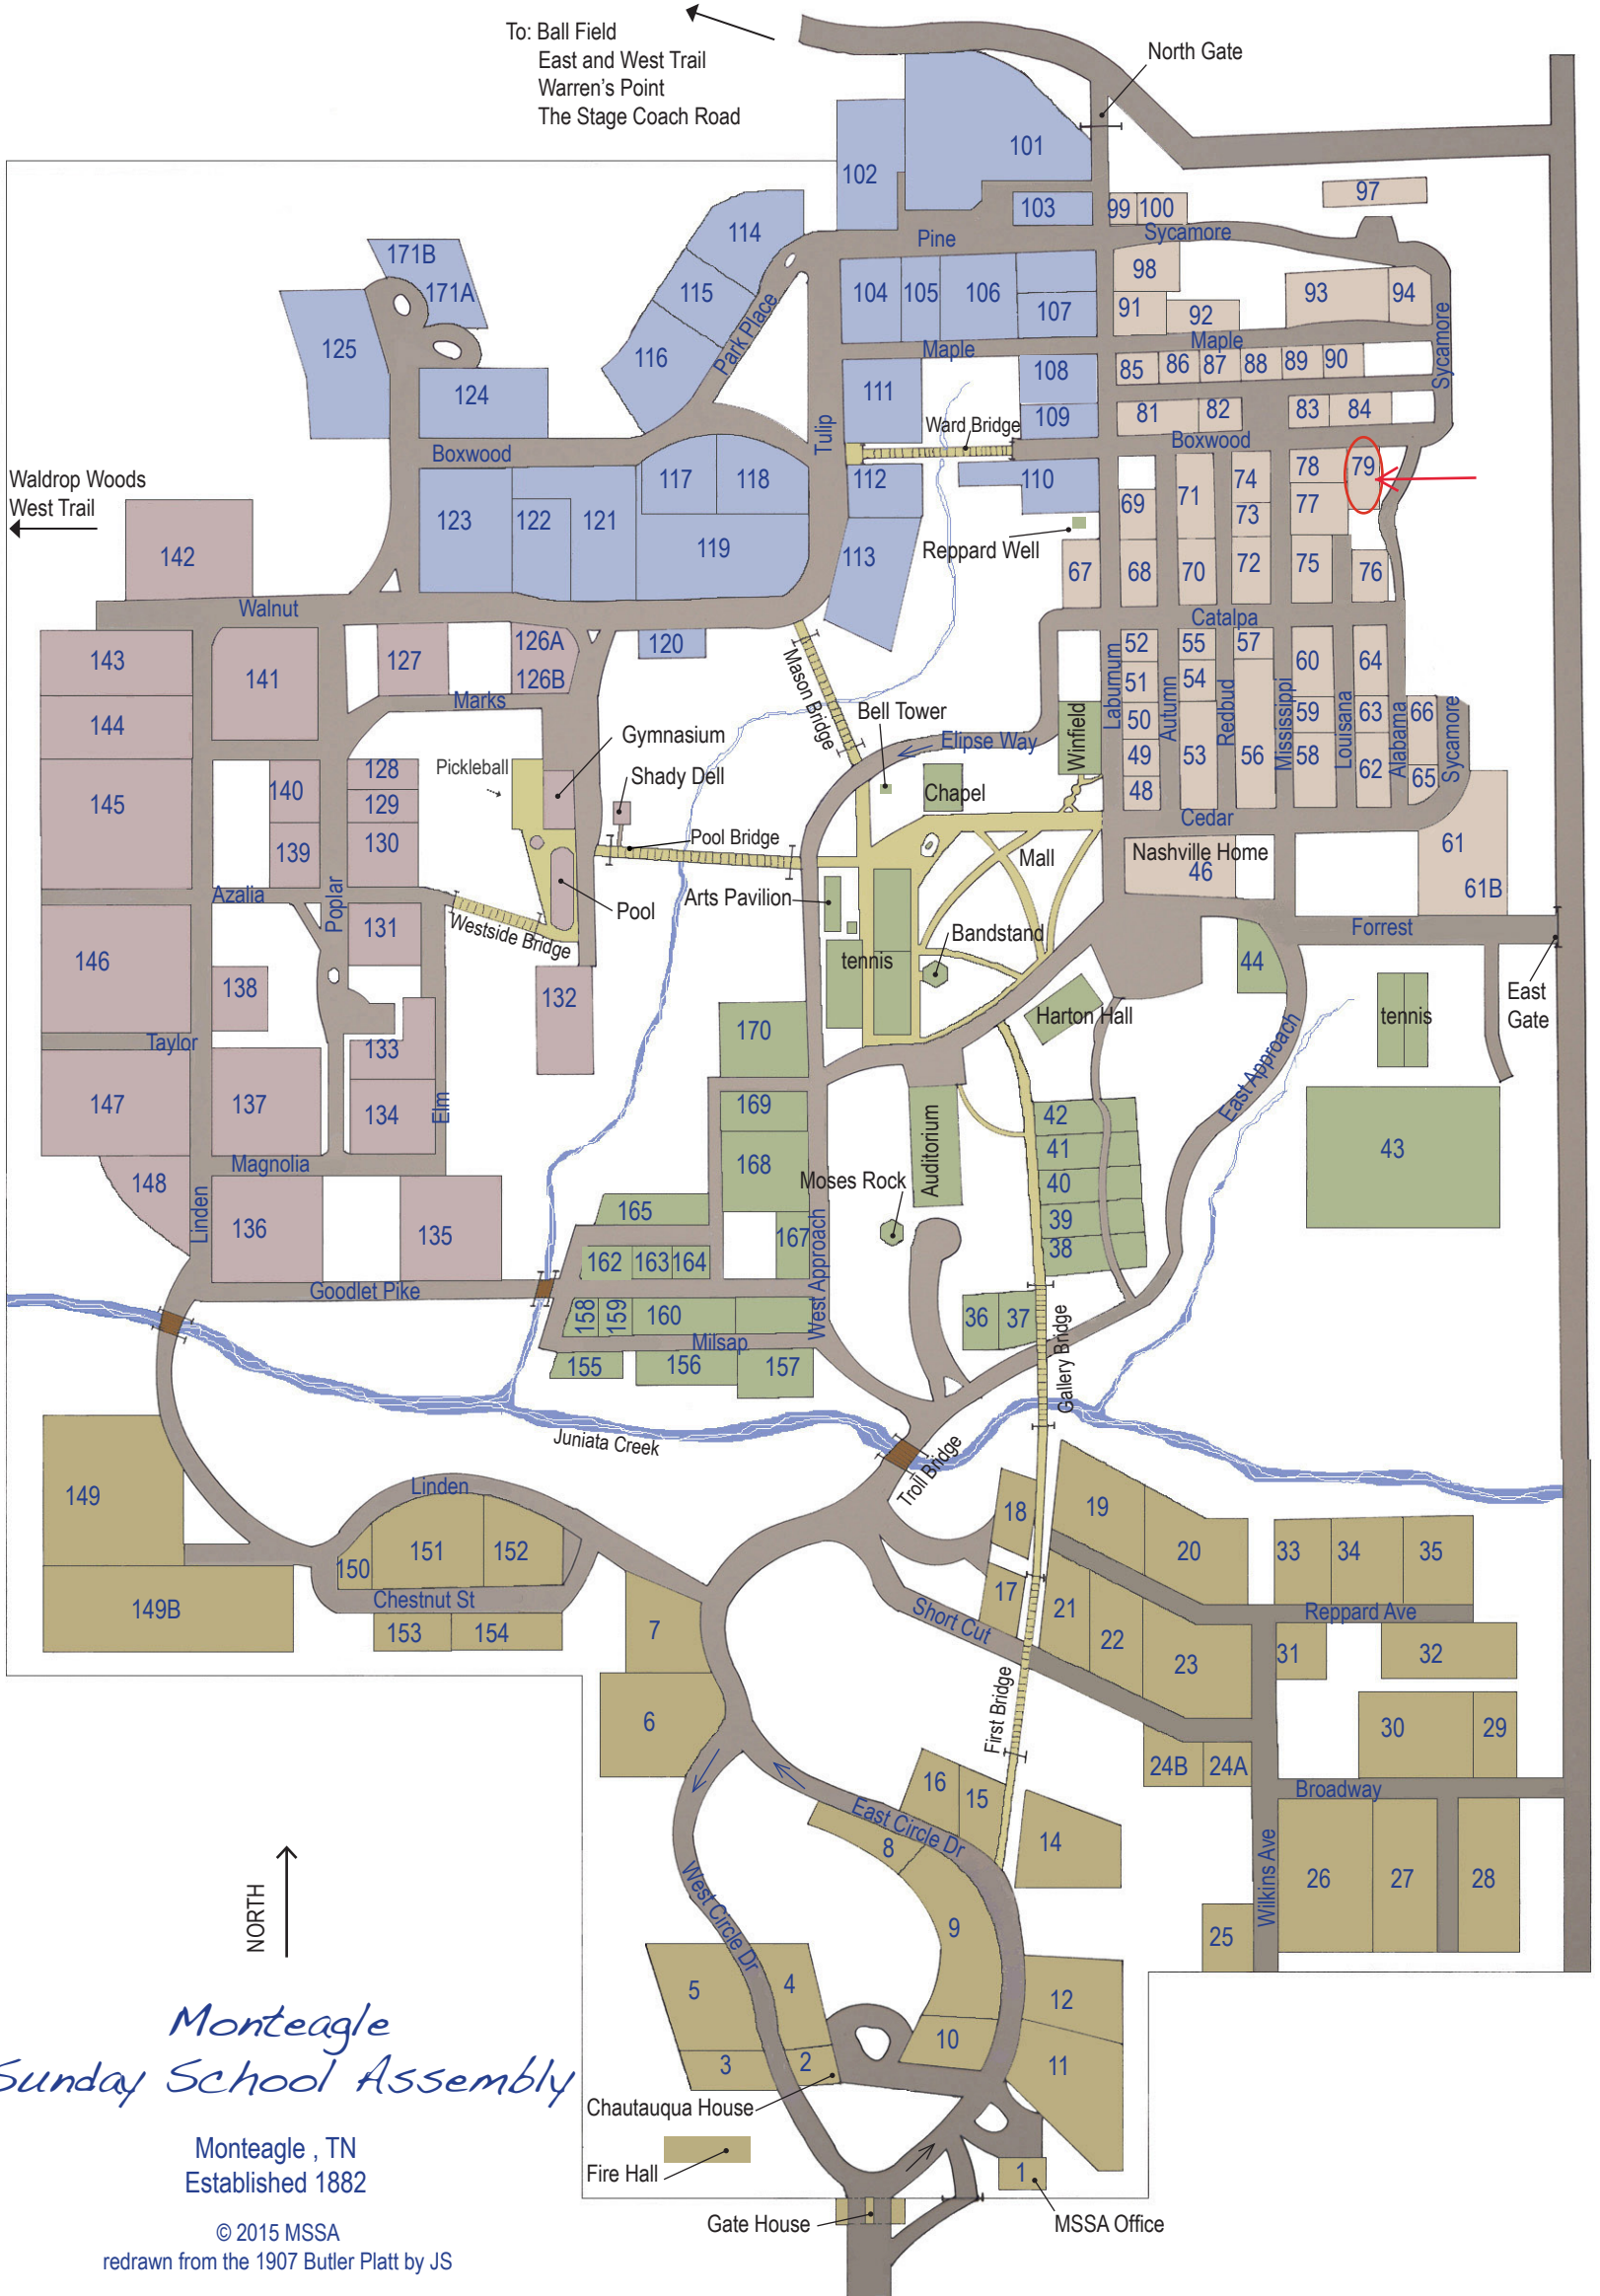 To: Ball Field
East and West Trail
Warren's Point
The Stage Coach Road
North Gate
101
102
103
99
100
97
114
Pine
Sycamore
171B
171A
115
104
105
106
98
93
94
125
116
Park Place
107
91
92
Maple
Maple
Sycamore
124
111
108
85
86
87
88
89
90
109
81
82
83
84
Tulip
Ward Bridge
Boxwood
Boxwood
Waldrop Woods
West Trail
117
118
112
110
69
71
74
78
79
123
122
121
73
77
142
119
113
Reppard Well
67
68
70
72
75
76
Walnut
Catalpa
143
141
127
126A
126B
120
Mason Bridge
52
55
57
60
64
51
54
144
Marks
Bell Tower
Elipse Way
Winfield
Laburnum
Autumn
Redbud
Mississippi
Louisana
Alabama
Sycamore
50
59
63
66
Gymnasium
49
53
56
58
62
65
145
140
128
Pickleball
Shady Dell
Chapel
48
129
Cedar
139
130
Pool Bridge
Mall
Nashville Home
46
61
61B
Azalia
Poplar
Arts Pavilion
131
Westside Bridge
Pool
Bandstand
Forrest
146
138
132
tennis
44
East
Gate
170
Harton Hall
tennis
Taylor
133
147
137
134
Elm
169
Auditorium
42
East Approach
41
43
Magnolia
148
168
Moses Rock
40
Linden
136
135
165
167
39
38
162
163
164
West Approach
Goodlet Pike
158
159
160
36
37
Gallery Bridge
Milsap
155
156
157
Juniata Creek
Troll Bridge
149
Linden
18
19
20
33
34
35
150
151
152
17
21
149B
Chestnut St
Short Cut
Reppard Ave
153
154
7
22
23
31
32
6
First Bridge
30
29
24B
24A
16
15
Broadway
East Circle Dr
8
14
West Circle Dr
Wilkins Ave
26
27
28
9
25
NORTH
5
4
12
10
3
2
11
Monteagle
Sunday School Assembly
Chautauqua House
Monteagle , TN
Established 1882
Fire Hall
1
Gate House
MSSA Office
© 2015 MSSA
redrawn from the 1907 Butler Platt by JS